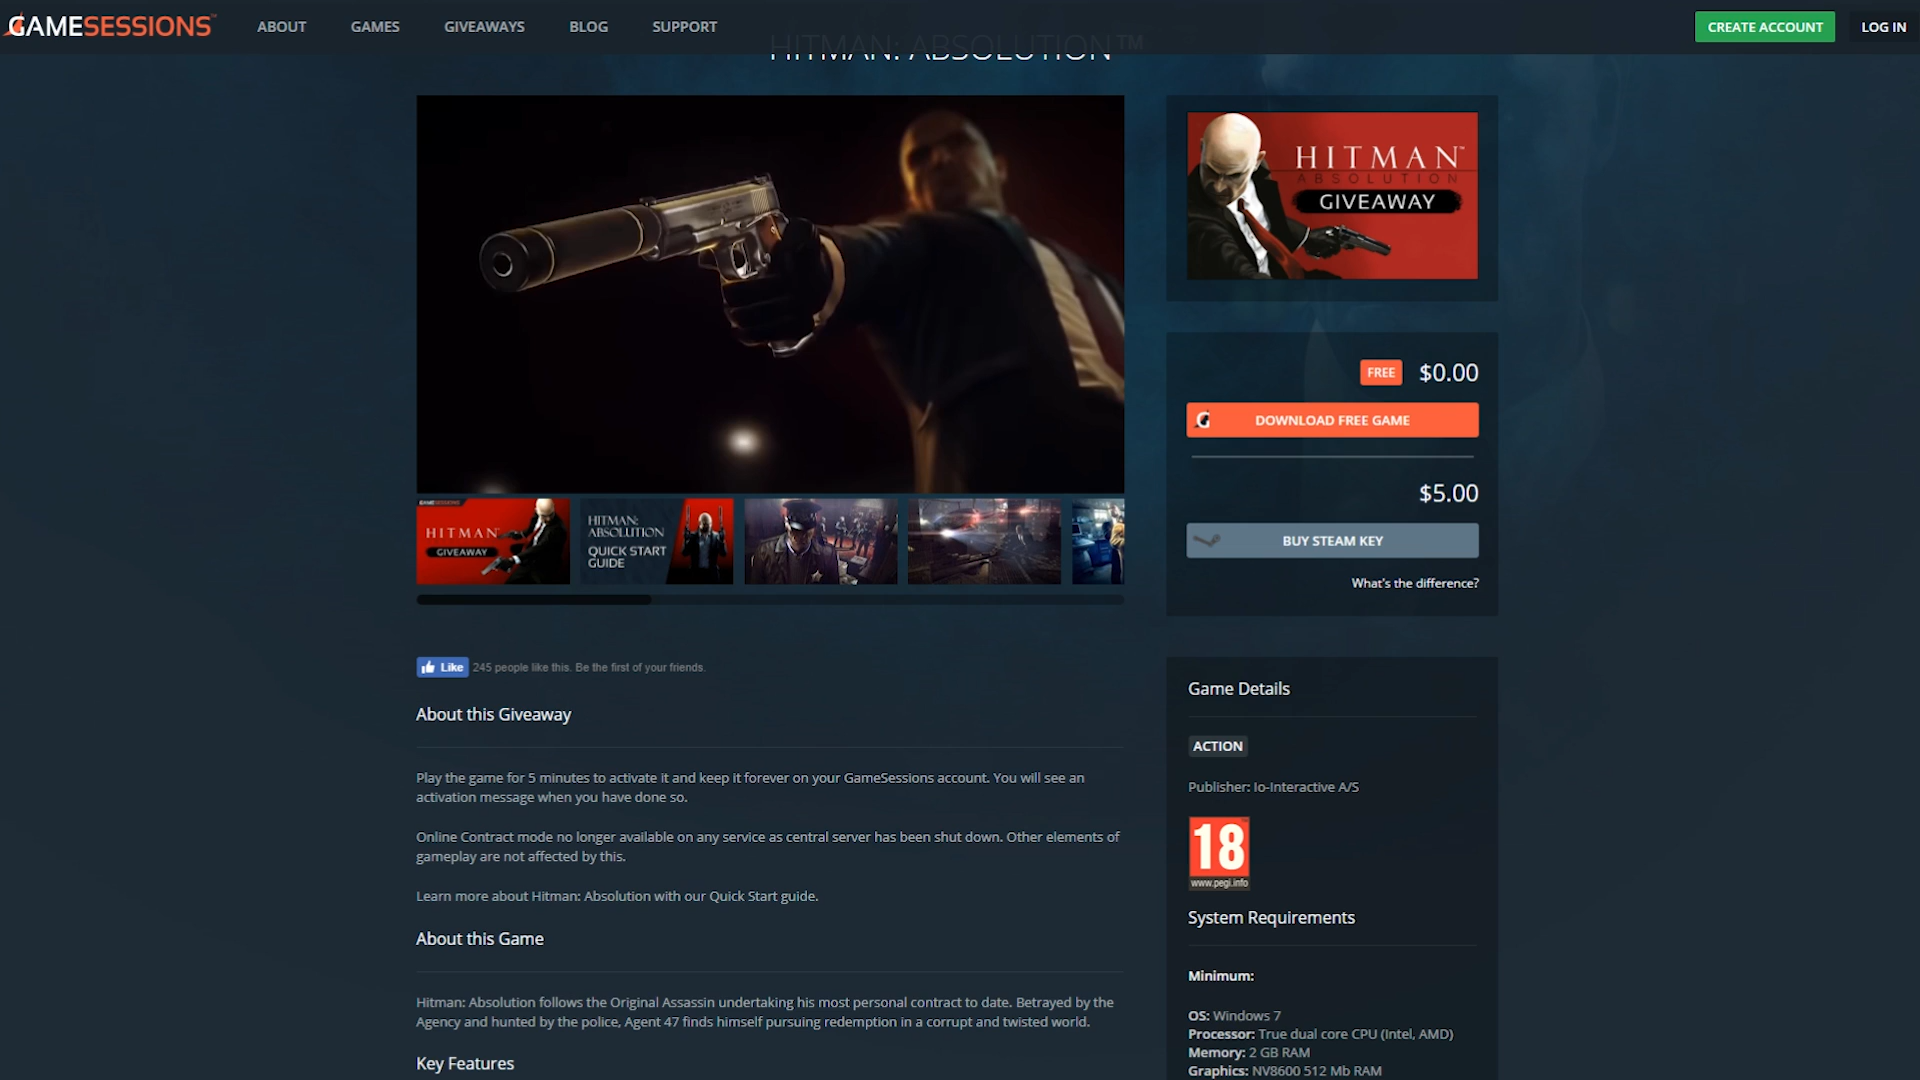 GAMESESSIONS™
ABOUT
GAMES
GIVEAWAYS
BLOG
SUPPORT
CREATE ACCOUNT
LOG IN
HITMAN: ABSOLUTION™
HITMAN™
ABSOLUTION
GIVEAWAY
FREE $0.00
DOWNLOAD FREE GAME
$5.00
BUY STEAM KEY
What's the difference?
GAMESESSIONS
HITMAN
GIVEAWAY
HITMAN:
ABSOLUTION
QUICK START
GUIDE
Like 245 people like this. Be the first of your friends.
About this Giveaway
Play the game for 5 minutes to activate it and keep it forever on your GameSessions account. You will see an
activation message when you have done so.
Online Contract mode no longer available on any service as central server has been shut down. Other elements of
gameplay are not affected by this.
Learn more about Hitman: Absolution with our Quick Start guide.
About this Game
Hitman: Absolution follows the Original Assassin undertaking his most personal contract to date. Betrayed by the
Agency and hunted by the police, Agent 47 finds himself pursuing redemption in a corrupt and twisted world.
Key Features
Game Details
ACTION
Publisher: Io-Interactive A/S
18
www.pegi.info
System Requirements
Minimum:
OS: Windows 7
Processor: True dual core CPU (Intel, AMD)
Memory: 2 GB RAM
Graphics: NV8600 512 Mb RAM